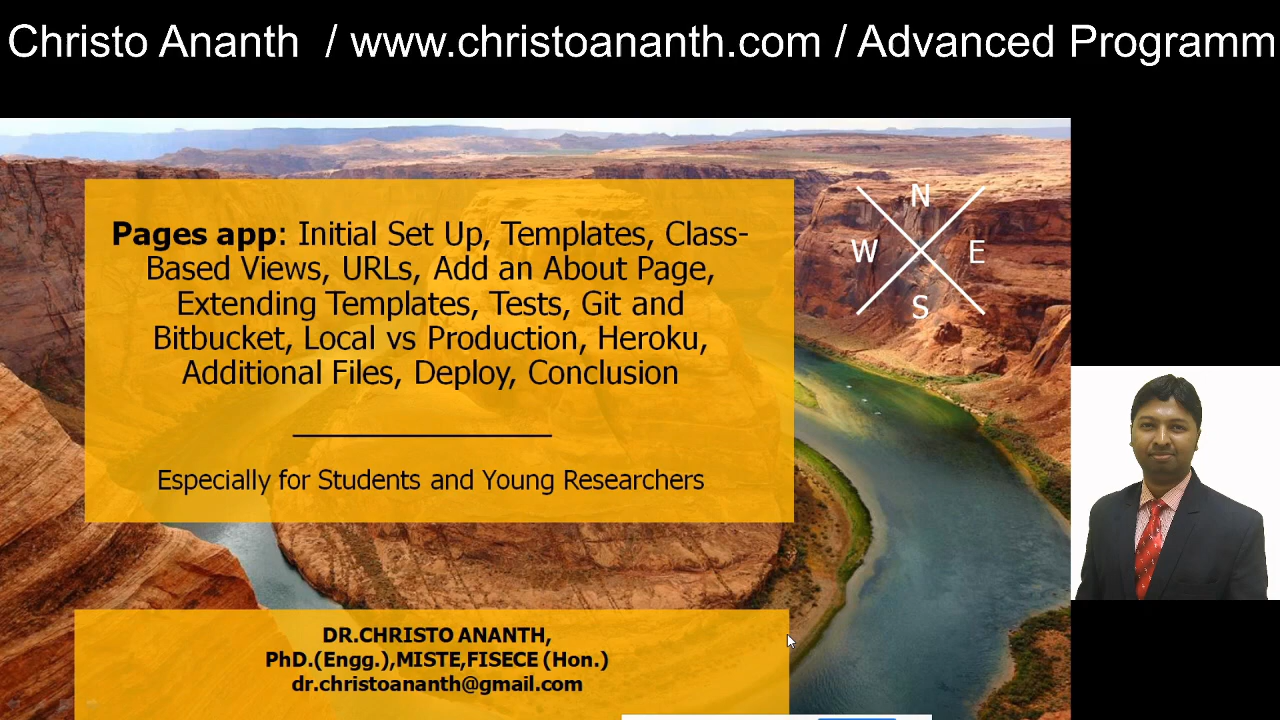 Christo Ananth / www.christoananth.com / Advanced Programm
Pages app: Initial Set Up, Templates, Class-
Based Views, URLs, Add an About Page,
Extending Templates, Tests, Git and
Bitbucket, Local vs Production, Heroku,
Additional Files, Deploy, Conclusion
Especially for Students and Young Researchers
N
W E
S
DR.CHRISTO ANANTH,
PhD.(Engg.),MISTE,FISECE (Hon.)
dr.christoananth@gmail.com